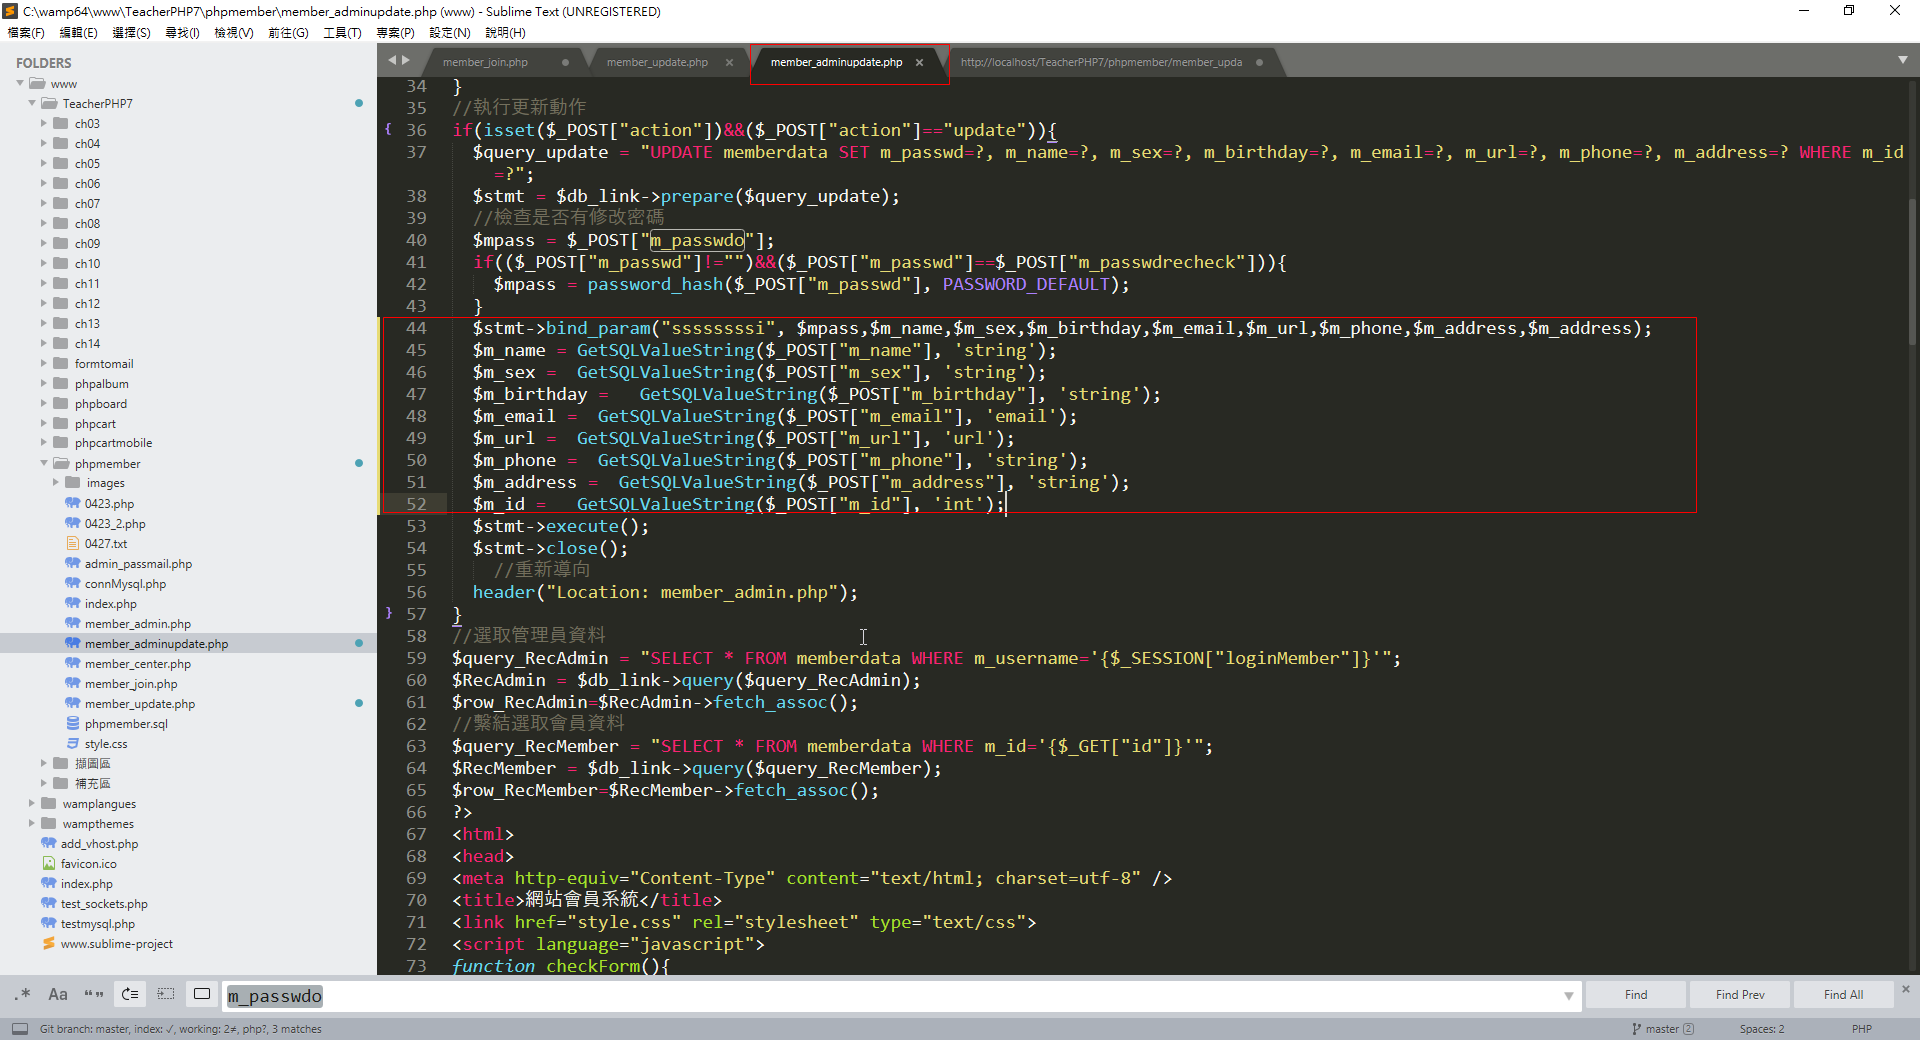 C:\wamp64\www\TeacherPHP7\phpmember\member_adminupdate.php (www) - Sublime Text (UNREGISTERED)
檔案(F) 編輯(E) 選擇(S) 尋找(I) 檢視(V) 前往(G) 工具(T) 專案(P) 設定(N) 說明(H)
FOLDERS
www
TeacherPHP7
ch03
ch04
ch05
ch06
ch07
ch08
ch09
ch10
ch11
ch12
ch13
ch14
formtomail
phpalbum
phpboard
phpcart
phpcartmobile
phpmember
images
0423.php
0423_2.php
0427.txt
admin_passmail.php
connMysql.php
index.php
member_admin.php
member_adminupdate.php
member_center.php
member_join.php
member_update.php
phpmember.sql
style.css
擷圖區
補充區
wamplangues
wampthemes
add_vhost.php
favicon.ico
index.php
test_sockets.php
testmysql.php
www.sublime-project
member_join.php member_update.php member_adminupdate.php http://localhost/TeacherPHP7/phpmember/member_upda
34 }
35 //執行更新動作
36 if(isset($_POST["action"])&&($_POST["action"]=="update")){
37 $query_update = "UPDATE memberdata SET m_passwd=?, m_name=?, m_sex=?, m_birthday=?, m_email=?, m_url=?, m_phone=?, m_address=? WHERE m_id
=?";
38 $stmt = $db_link->prepare($query_update);
39 //檢查是否有修改密碼
40 $mpass = $_POST["m_passwdo"];
41 if(($_POST["m_passwd"]!="")&&($_POST["m_passwd"]==$_POST["m_passwdrecheck"])){
42 $mpass = password_hash($_POST["m_passwd"], PASSWORD_DEFAULT);
43 }
44 $stmt->bind_param("ssssssssi", $mpass,$m_name,$m_sex,$m_birthday,$m_email,$m_url,$m_phone,$m_address,$m_address);
45 $m_name = GetSQLValueString($_POST["m_name"], 'string');
46 $m_sex = GetSQLValueString($_POST["m_sex"], 'string');
47 $m_birthday = GetSQLValueString($_POST["m_birthday"], 'string');
48 $m_email = GetSQLValueString($_POST["m_email"], 'email');
49 $m_url = GetSQLValueString($_POST["m_url"], 'url');
50 $m_phone = GetSQLValueString($_POST["m_phone"], 'string');
51 $m_address = GetSQLValueString($_POST["m_address"], 'string');
52 $m_id = GetSQLValueString($_POST["m_id"], 'int');
53 $stmt->execute();
54 $stmt->close();
55 //重新導向
56 header("Location: member_admin.php");
57 }
58 //選取管理員資料
59 $query_RecAdmin = "SELECT * FROM memberdata WHERE m_username='{$_SESSION["loginMember"]}'";
60 $RecAdmin = $db_link->query($query_RecAdmin);
61 $row_RecAdmin=$RecAdmin->fetch_assoc();
62 //繫結選取會員資料
63 $query_RecMember = "SELECT * FROM memberdata WHERE m_id='{$_GET["id"]}'";
64 $RecMember = $db_link->query($query_RecMember);
65 $row_RecMember=$RecMember->fetch_assoc();
66 ?>
67 <html>
68 <head>
69 <meta http-equiv="Content-Type" content="text/html; charset=utf-8" />
70 <title>網站會員系統</title>
71 <link href="style.css" rel="stylesheet" type="text/css">
72 <script language="javascript">
73 function checkForm(){
.* Aa “” m_passwdo Find Find Prev Find All
Git branch: master, index: ✓, working: 2≠, php?, 3 matches master 2 Spaces: 2 PHP